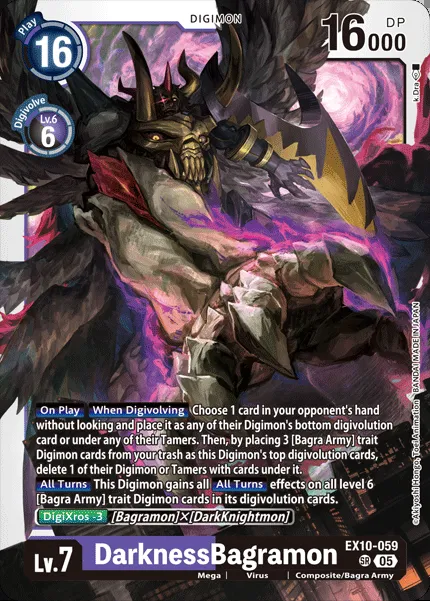 Play
16
DIGIMON
16000 DP
Digivolve
Lv.6
6
k.Dra
On Play When Digivolving Choose 1 card in your opponent's hand
without looking and place it as any of their Digimon's bottom digivolution
card or under any of their Tamers. Then, by placing 3 [Bagra Army] trait
Digimon cards from your trash as this Digimon's top digivolution cards,
delete 1 of their Digimon or Tamers with cards under it.
All Turns This Digimon gains all All Turns effects on all level 6
[Bagra Army] trait Digimon cards in its digivolution cards.
DigiXros -3 [Bagramon]×[DarkKnightmon]
©Akiyoshi Hongo, Toei Animation BANDAI MADE IN JAPAN
Lv.7 DarknessBagramon EX10-059
SR 05
Mega | Virus | Composite/Bagra Army